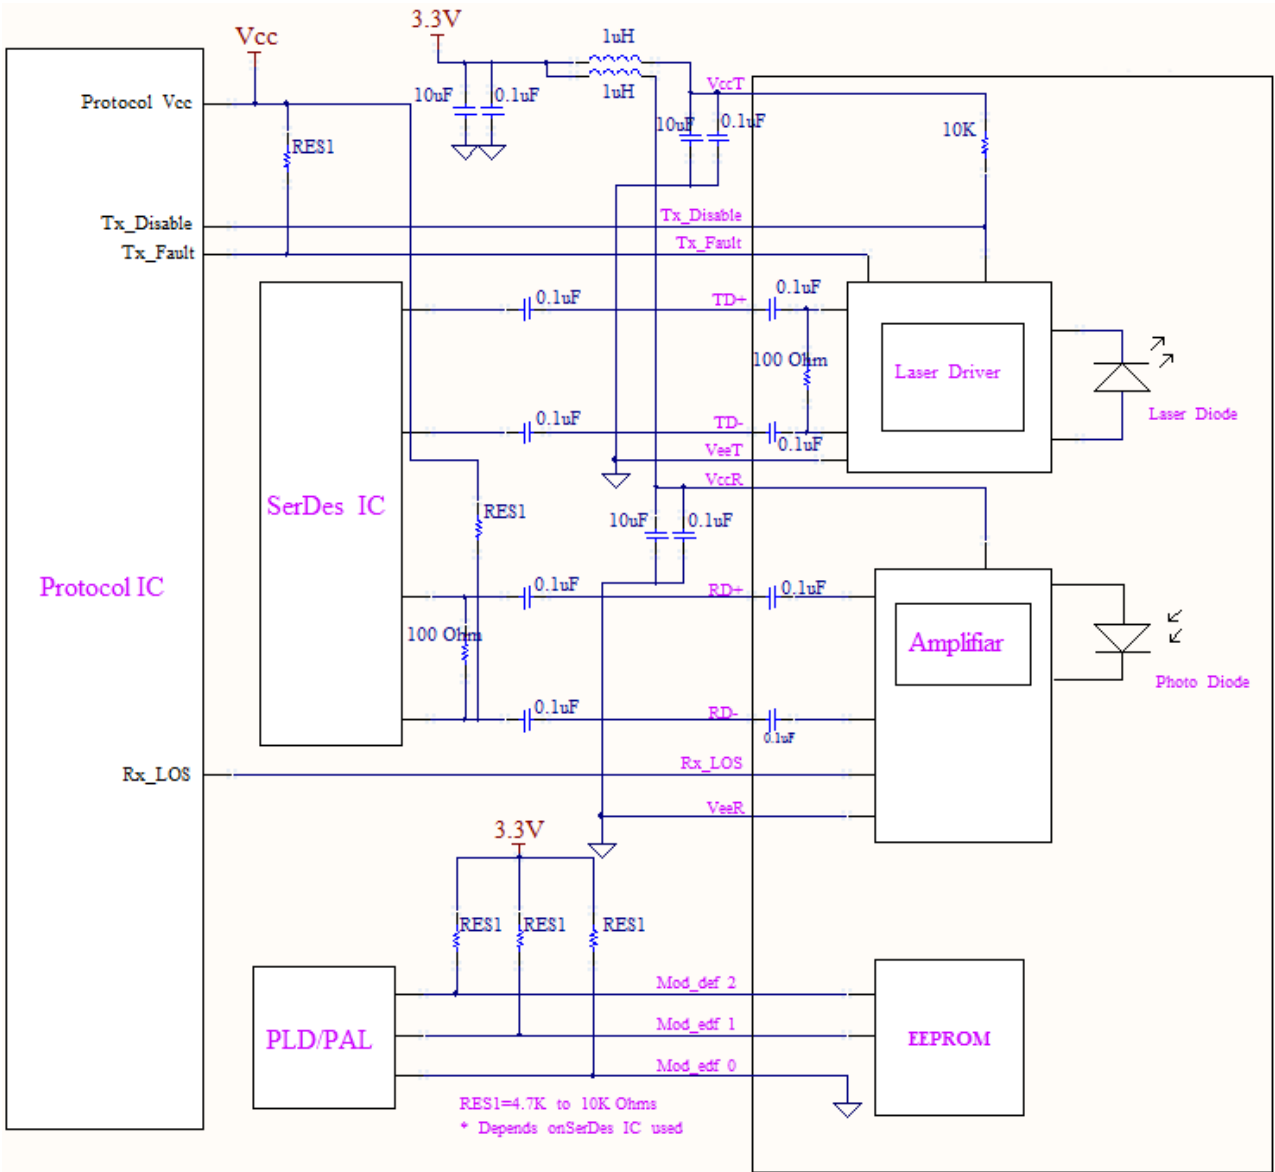 3.3V
Vcc
1uH
1uH
VccT
Protocol Vcc
10uF
0.1uF
10uF
0.1uF
10K
RES1
Tx_Disable
Tx_Disable
Tx_Fault
Tx_Fault
0.1uF
TD+
0.1uF
100 Ohm
Laser Driver
Laser Diode
0.1uF
TD-
0.1uF
VeeT
VccR
SerDes IC
RES1
10uF
0.1uF
Protocol IC
0.1uF
RD+
0.1uF
100 Ohm
Amplifiar
Photo Diode
0.1uF
RD-
0.1uF
Rx_LOS
Rx_LOS
VeeR
3.3V
RES1
RES1
RES1
Mod_def 2
PLD/PAL
Mod_edf 1
EEPROM
Mod_edf 0
RES1=4.7K to 10K Ohms
* Depends onSerDes IC used